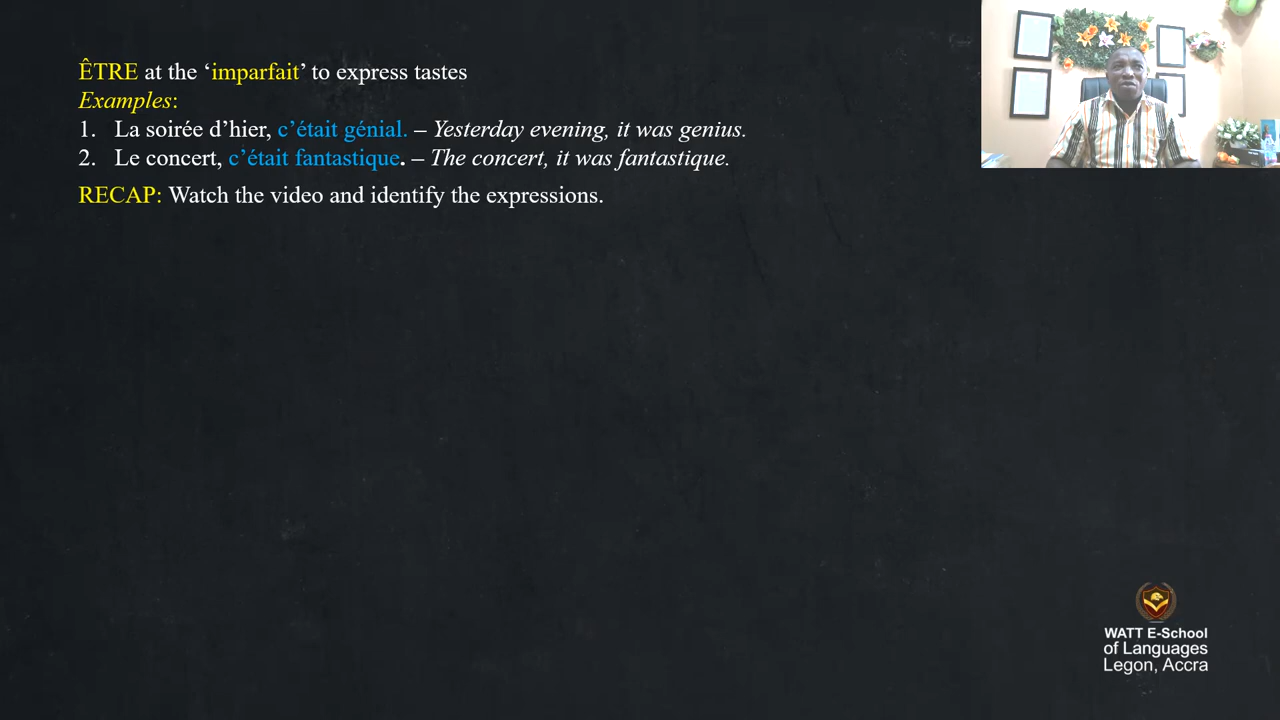 ÊTRE at the ‘imparfait’ to express tastes
Examples:
1. La soirée d’hier, c’était génial. – Yesterday evening, it was genius.
2. Le concert, c’était fantastique. – The concert, it was fantastique.
RECAP: Watch the video and identify the expressions.
WATT E-School
of Languages
Legon, Accra